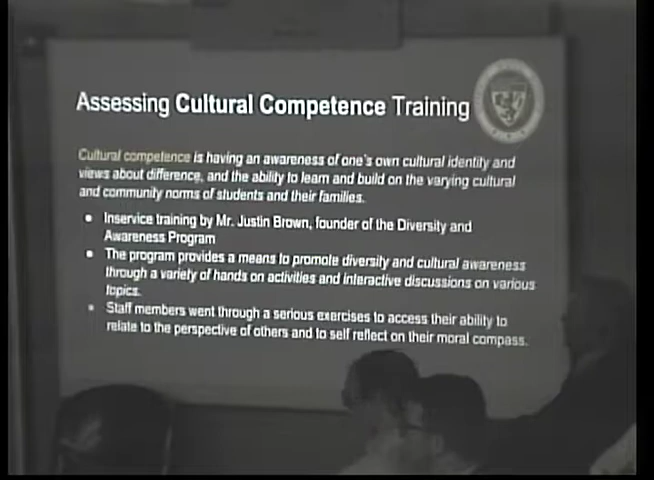 Assessing Cultural Competence Training
Cultural competence is having an awareness of one's own cultural identity and
views about difference, and the ability to learn and build on the varying cultural
and community norms of students and their families.
Inservice training by Mr. Justin Brown, founder of the Diversity and
Awareness Program
The program provides a means to promote diversity and cultural awareness
through a variety of hands on activities and interactive discussions on various
topics.
Staff members went through a serious exercises to access their ability to
relate to the perspective of others and to self reflect on their moral compass.